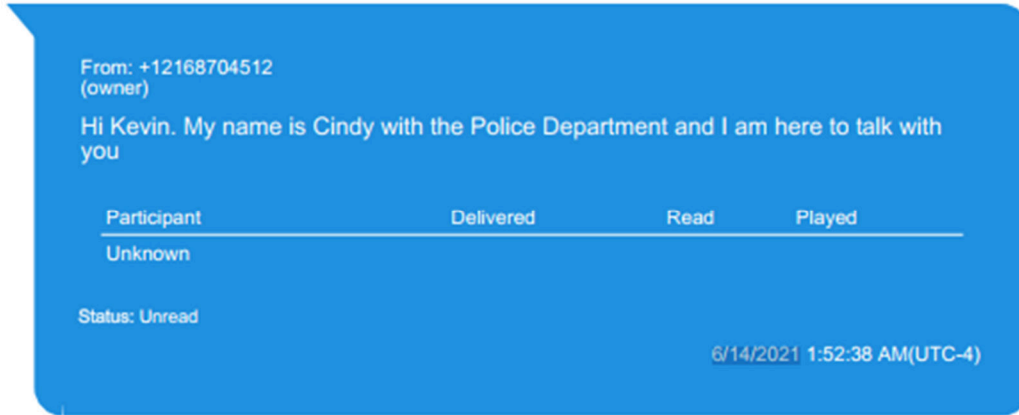 From: +12168704512
(owner)
Hi Kevin. My name is Cindy with the Police Department and I am here to talk with
you
Participant Delivered Read Played
Unknown
Status: Unread
6/14/2021 1:52:38 AM(UTC-4)